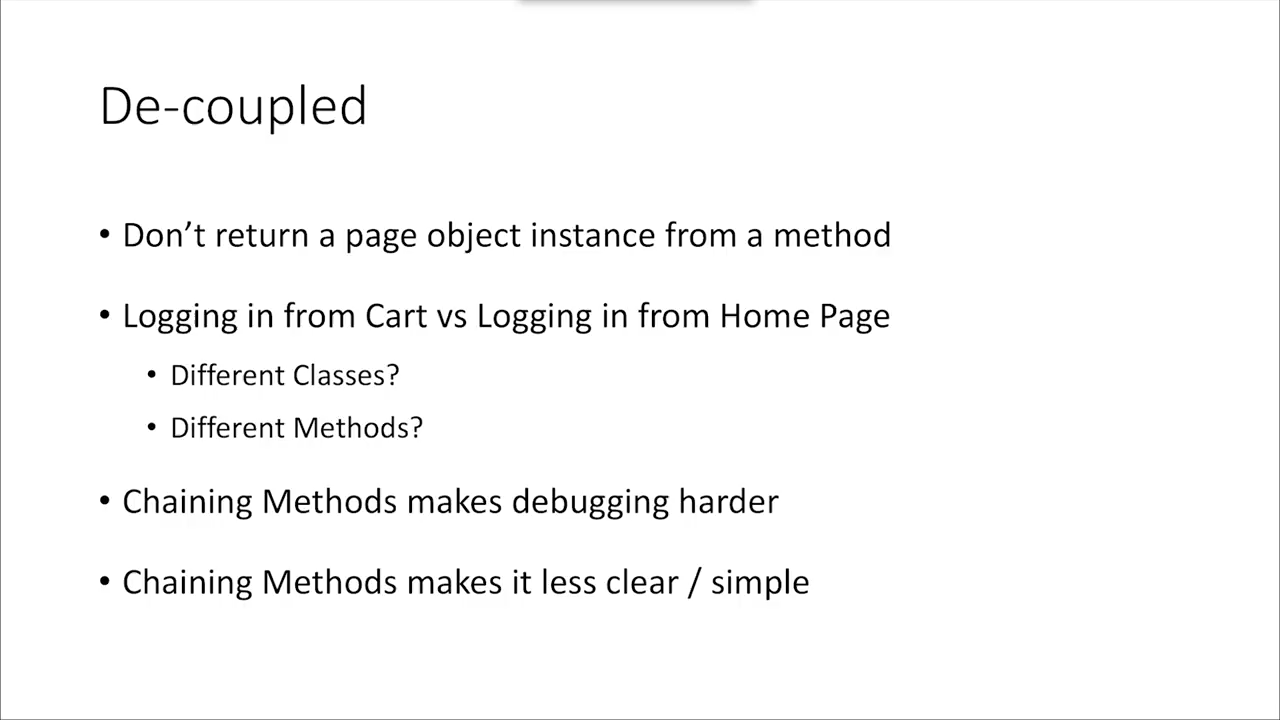 De-coupled
• Don’t return a page object instance from a method
• Logging in from Cart vs Logging in from Home Page
• Different Classes?
• Different Methods?
• Chaining Methods makes debugging harder
• Chaining Methods makes it less clear / simple